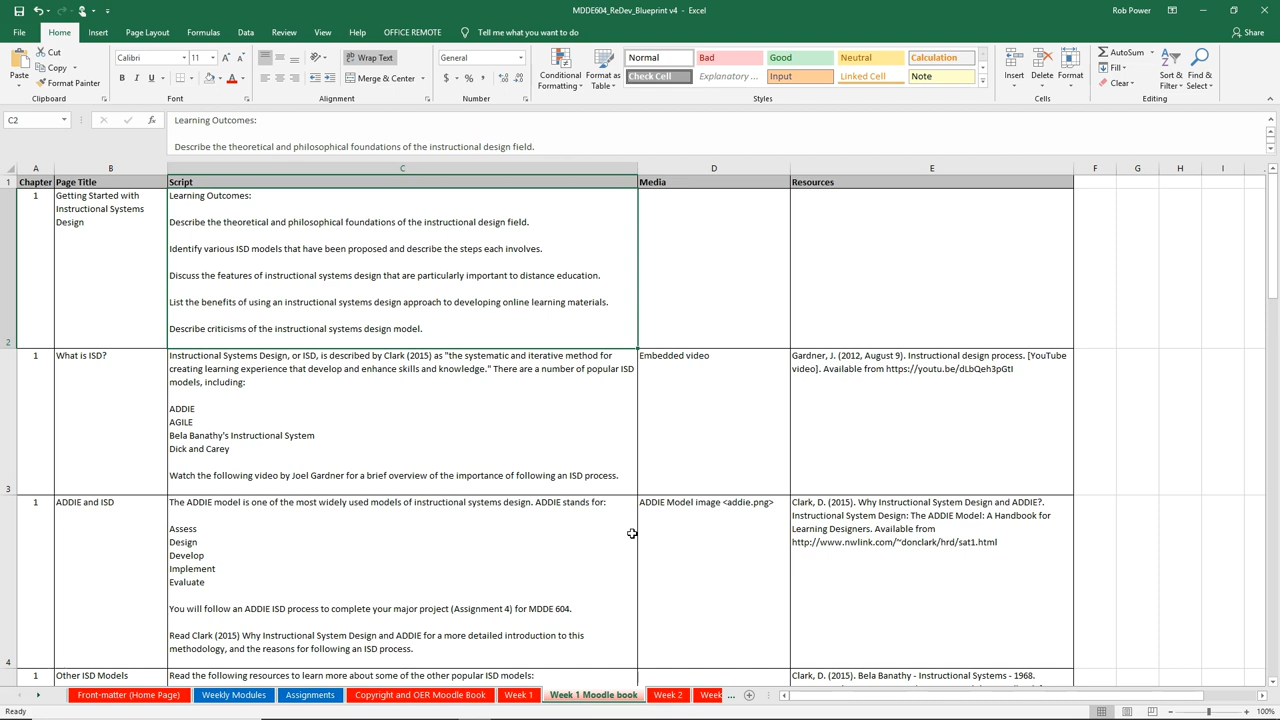 MDDE604_ReDev_Blueprint v4 - Excel
Rob Power
File Home Insert Page Layout Formulas Data Review View Help OFFICE REMOTE Tell me what you want to do Share
Paste
Cut
Copy
Format Painter
Clipboard
Calibri 11
B I U
Font
Wrap Text
Merge & Center
Alignment
General
$ % ,
Number
Conditional Formatting
Format as Table
Normal Bad Good Neutral Calculation
Check Cell Explanatory ... Input Linked Cell Note
Styles
Insert Delete Format
Cells
AutoSum
Fill
Clear
Sort & Filter
Find & Select
Editing
C2
fx
Learning Outcomes:
Describe the theoretical and philosophical foundations of the instructional design field.
A B C D E F G H I
1 Chapter Page Title Script Media Resources
2
1
Getting Started with
Instructional Systems
Design
Learning Outcomes:
Describe the theoretical and philosophical foundations of the instructional design field.
Identify various ISD models that have been proposed and describe the steps each involves.
Discuss the features of instructional systems design that are particularly important to distance education.
List the benefits of using an instructional systems design approach to developing online learning materials.
Describe criticisms of the instructional systems design model.
3
1
What is ISD?
Instructional Systems Design, or ISD, is described by Clark (2015) as "the systematic and iterative method for
creating learning experience that develop and enhance skills and knowledge." There are a number of popular ISD
models, including:
ADDIE
AGILE
Bela Banathy's Instructional System
Dick and Carey
Watch the following video by Joel Gardner for a brief overview of the importance of following an ISD process.
Embedded video
Gardner, J. (2012, August 9). Instructional design process. [YouTube
video]. Available from https://youtu.be/dLbQeh3pGtI
4
1
ADDIE and ISD
The ADDIE model is one of the most widely used models of instructional systems design. ADDIE stands for:
Assess
Design
Develop
Implement
Evaluate
You will follow an ADDIE ISD process to complete your major project (Assignment 4) for MDDE 604.
Read Clark (2015) Why Instructional System Design and ADDIE for a more detailed introduction to this
methodology, and the reasons for following an ISD process.
ADDIE Model image <addie.png>
Clark, D. (2015). Why Instructional System Design and ADDIE?.
Instructional System Design: The ADDIE Model: A Handbook for
Learning Designers. Available from
http://www.nwlink.com/~donclark/hrd/sat1.html
1
Other ISD Models
Read the following resources to learn more about some of the other popular ISD models:
Clark, D. (2015). Bela Banathy - Instructional Systems - 1968.
Front-matter (Home Page) Weekly Modules Assignments Copyright and OER Moodle Book Week 1 Week 1 Moodle book Week 2 Week ...
Ready
100%